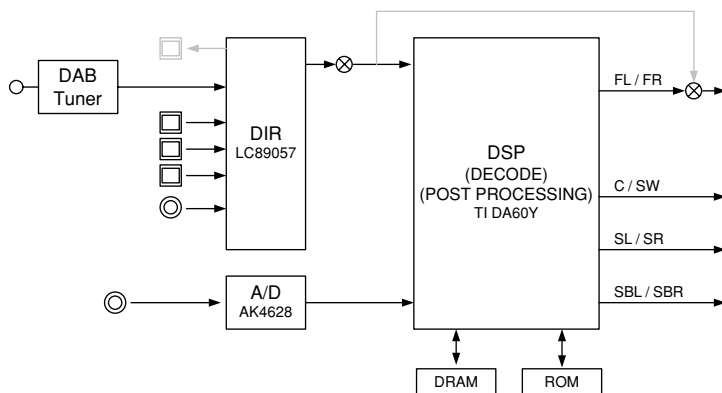 DAB
Tuner
DIR
LC89057
A/D
AK4628
DSP
(DECODE)
(POST PROCESSING)
TI DA60Y
FL / FR
C / SW
SL / SR
SBL / SBR
DRAM
ROM